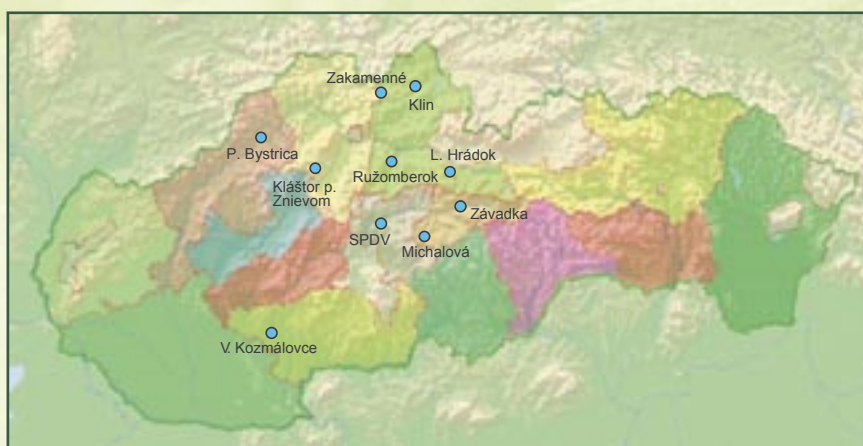 Zakamenné
Klin
P. Bystrica
L. Hrádok
Ružomberok
Kláštor p.
Znievom
Závadka
SPDV
Michalová
V. Kozmálovce